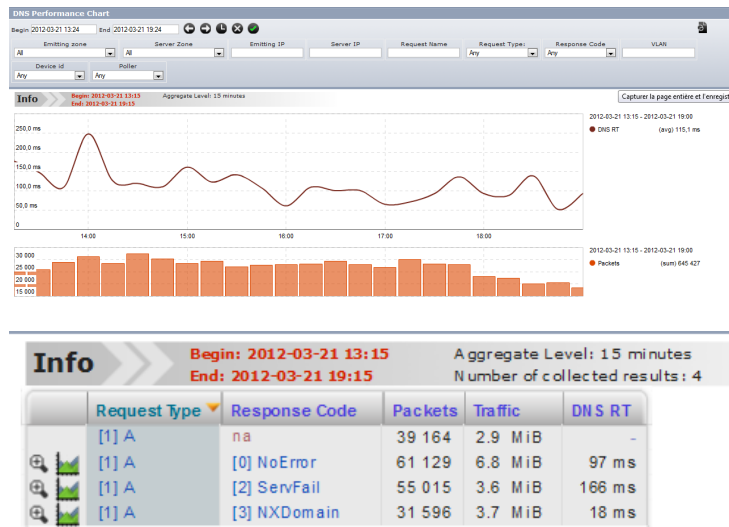 DNS Performance Chart
Begin 2012-03-21 13:24 End 2012-03-21 19:24
Emitting zone Server Zone Emitting IP Server IP Request Name Request Type: Response Code VLAN
All All Any Any
Device id Poller
Any Any
Info Begin: 2012-03-21 13:15 Aggregate Level: 15 minutes Capturer la page entière et l'enregist
End: 2012-03-21 19:15
2012-03-21 13:15 - 2012-03-21 19:00
250,0 ms DNS RT (avg) 115,1 ms
200,0 ms
150,0 ms
100,0 ms
50,0 ms
0
14:00 15:00 16:00 17:00 18:00
2012-03-21 13:15 - 2012-03-21 19:00
30 000 Packets (sum) 645 427
25 000
20 000
15 000
Info Begin: 2012-03-21 13:15 Aggregate Level: 15 minutes
End: 2012-03-21 19:15 Number of collected results: 4
Request Type Response Code Packets Traffic DNS RT
[1] A na 39 164 2.9 MiB -
[1] A [0] NoError 61 129 6.8 MiB 97 ms
[1] A [2] ServFail 55 015 3.6 MiB 166 ms
[1] A [3] NXDomain 31 596 3.7 MiB 18 ms